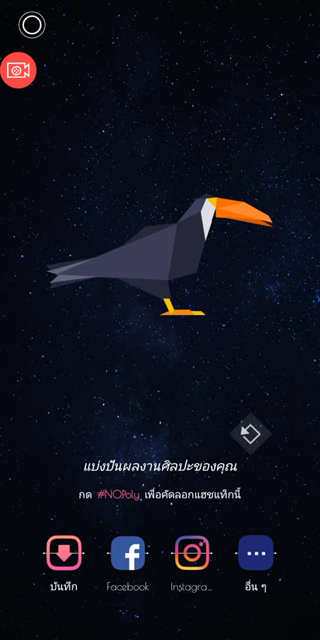 แบ่งปันผลงานศิลปะของคุณ
กด #NOPoly เพื่อคัดลอกแฮชแท็กนี้
บันทึก Facebook Instagra... อื่น ๆ